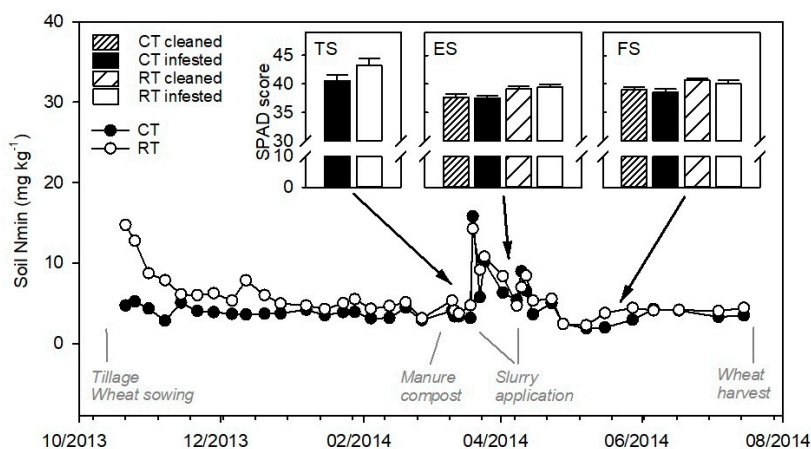 40
30
20
10
0
Soil Nmin (mg kg-1)
CT cleaned
CT infested
RT cleaned
RT infested
CT
RT
SPAD score
45
40
35
30
10
0
TS
ES
FS
Tillage
Wheat sowing
Manure
compost
Slurry
application
Wheat
harvest
10/2013
12/2013
02/2014
04/2014
06/2014
08/2014